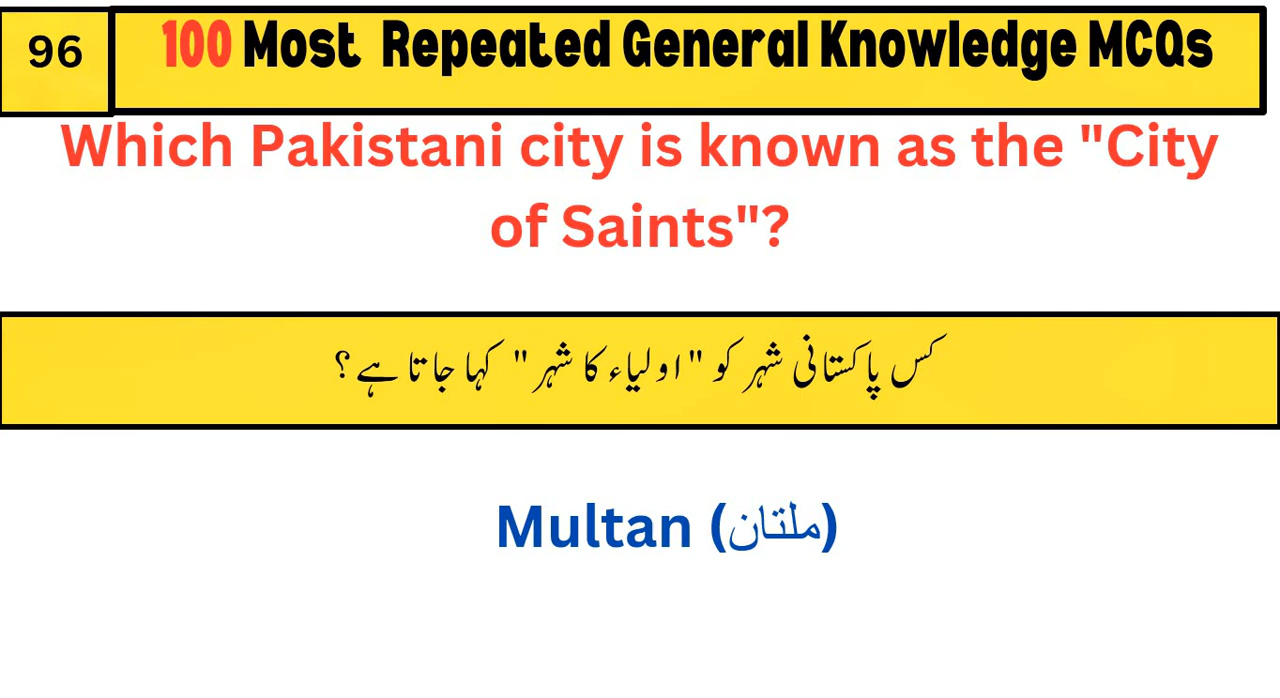 96
100 Most Repeated General Knowledge MCQs
Which Pakistani city is known as the "City
of Saints"?
کس پاکستانی شہر کو "اولیاء کا شہر" کہا جاتا ہے؟
Multan (ملتان)